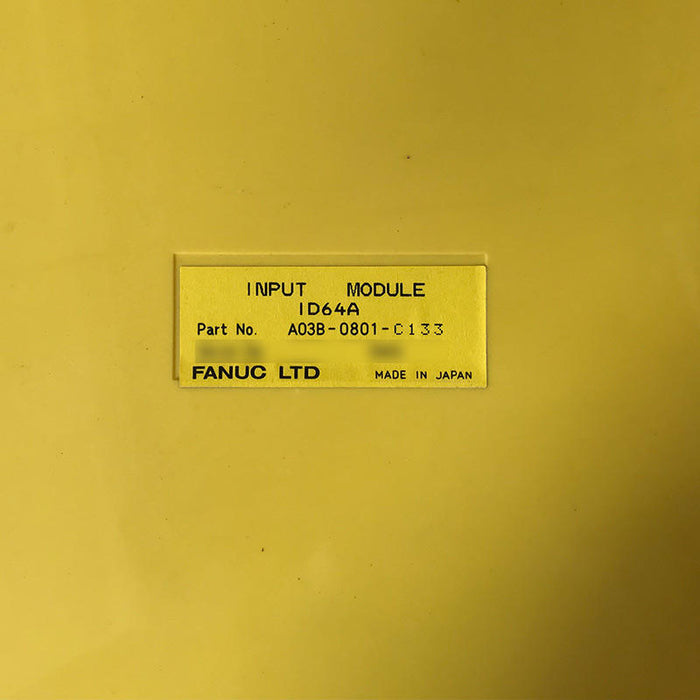 INPUT MODULE
ID64A
Part No. A03B-0801-C133
FANUC LTD MADE IN JAPAN